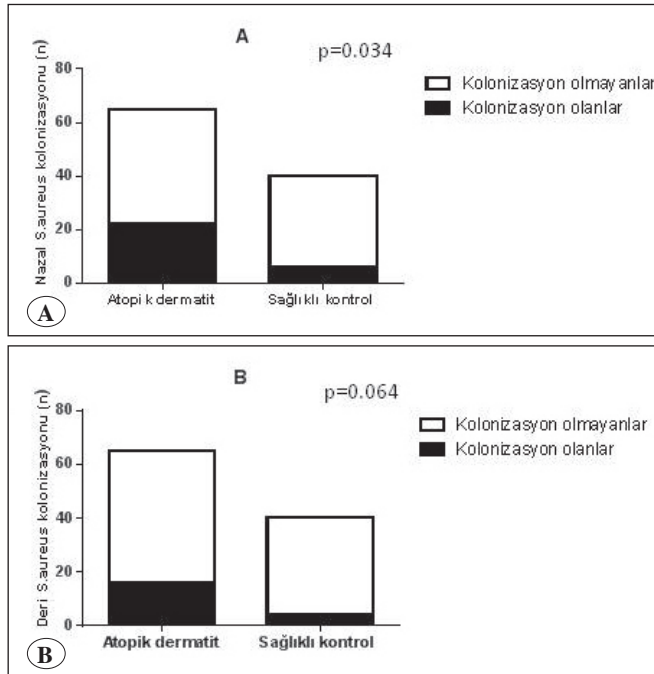 A
p=0.034
Nazal S.aureus kolonizasyonu (n)
80
60
40
20
0
Kolonizasyon olmayanlar
Kolonizasyon olanlar
Atopik dermatit
Sağlıklı kontrol
A
B
p=0.064
Deri S.aureus kolonizasyonu (n)
80
60
40
20
0
Kolonizasyon olmayanlar
Kolonizasyon olanlar
Atopik dermatit
Sağlıklı kontrol
B